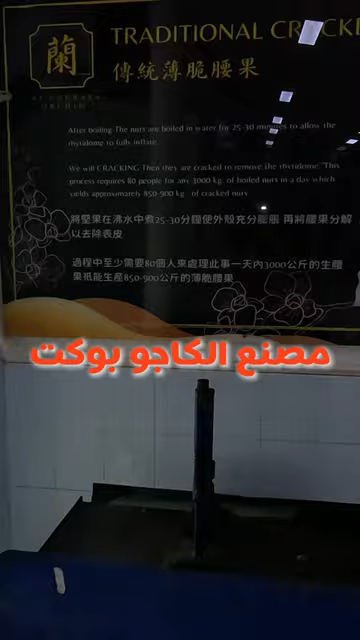 蘭
TRADITIONAL CRACKE
傳統薄脆腰果
After boiling The nuts are boiled in water for 25-30 minutes to allow the
rhytidome to fully inflate.
We will CRACKING Then they are cracked to remove the rhytidome."This
process requires 80 people for any 3000 kg. of boiled nuts in a day which
yields approximately 850-900 kg. of cracked nuts
將堅果在沸水中煮25-30分鐘使外殼充分膨脹 再將腰果分解
以去除表皮
過程中至少需要80個人來處理此事一天內3000公斤的生腰
果祇能生産850-900公斤的薄脆腰果
مصنع الكاجو بوكت